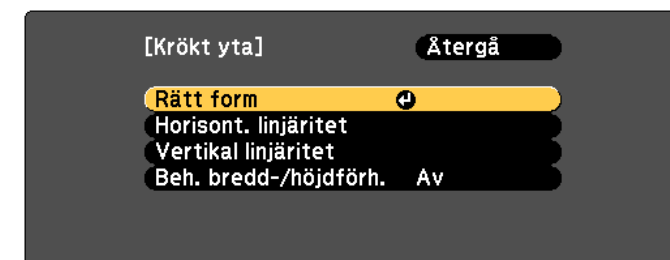 [Krökt yta] Återgå
Rätt form
Horisont. linjäritet
Vertikal linjäritet
Beh. bredd-/höjdförh. Av